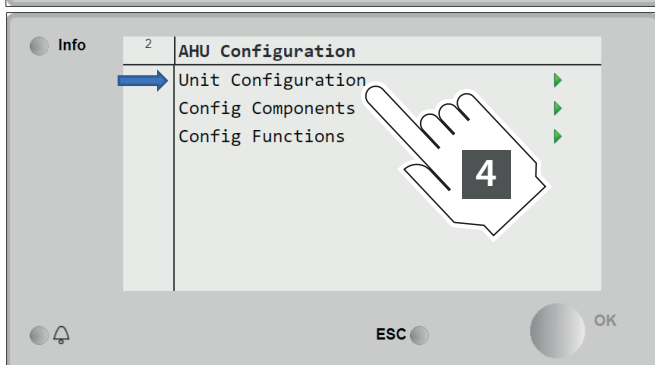 Info
2
AHU Configuration
Unit Configuration
Config Components
Config Functions
4
ESC
OK